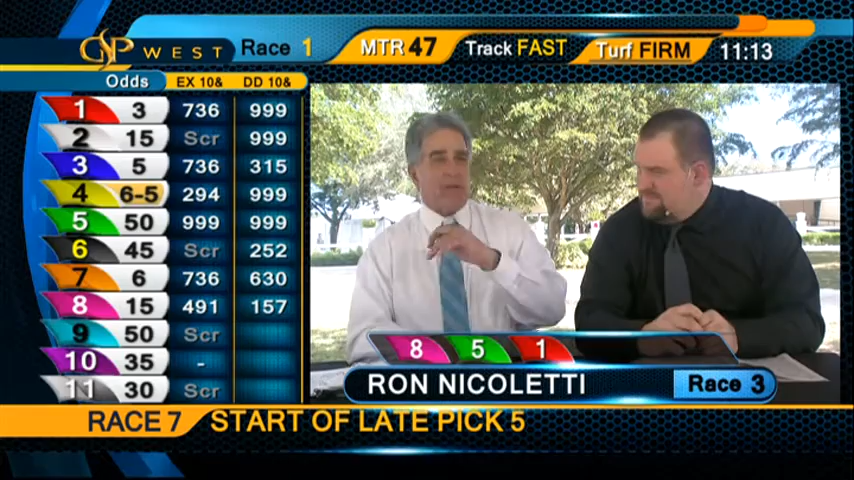 GSP WEST Race 1 MTR 47 Track FAST Turf FIRM 11:13
Odds EX 10& DD 10&
1 3 736 999
2 15 Scr 999
3 5 736 315
4 6-5 294 999
5 50 999 999
6 45 Scr 252
7 6 736 630
8 15 491 157
9 50 Scr
10 35 -
11 30 Scr
8 5 1
RON NICOLETTI Race 3
RACE 7 START OF LATE PICK 5